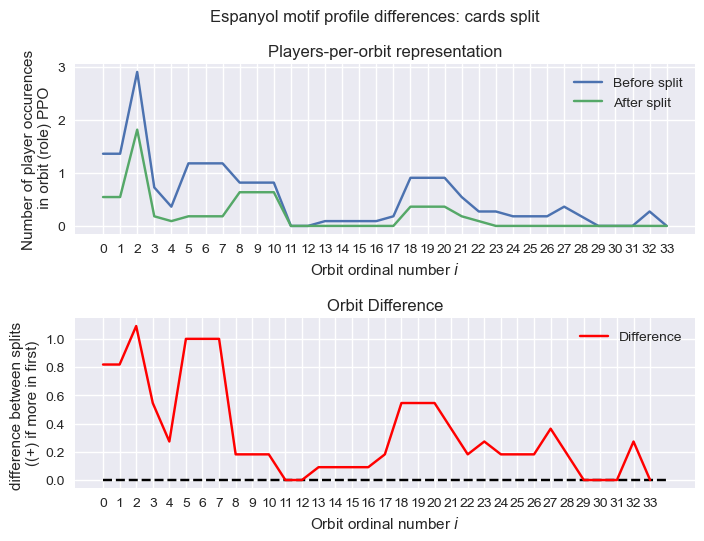 Espanyol motif profile differences: cards split
Players-per-orbit representation
Number of player occurences
in orbit (role) PPO
3
2
1
0
Before split
After split
0 1 2 3 4 5 6 7 8 9 10 11 12 13 14 15 16 17 18 19 20 21 22 23 24 25 26 27 28 29 30 31 32 33
Orbit ordinal number i
Orbit Difference
difference between splits
((+) if more in first)
1.0
0.8
0.6
0.4
0.2
0.0
Difference
0 1 2 3 4 5 6 7 8 9 10 11 12 13 14 15 16 17 18 19 20 21 22 23 24 25 26 27 28 29 30 31 32 33
Orbit ordinal number i